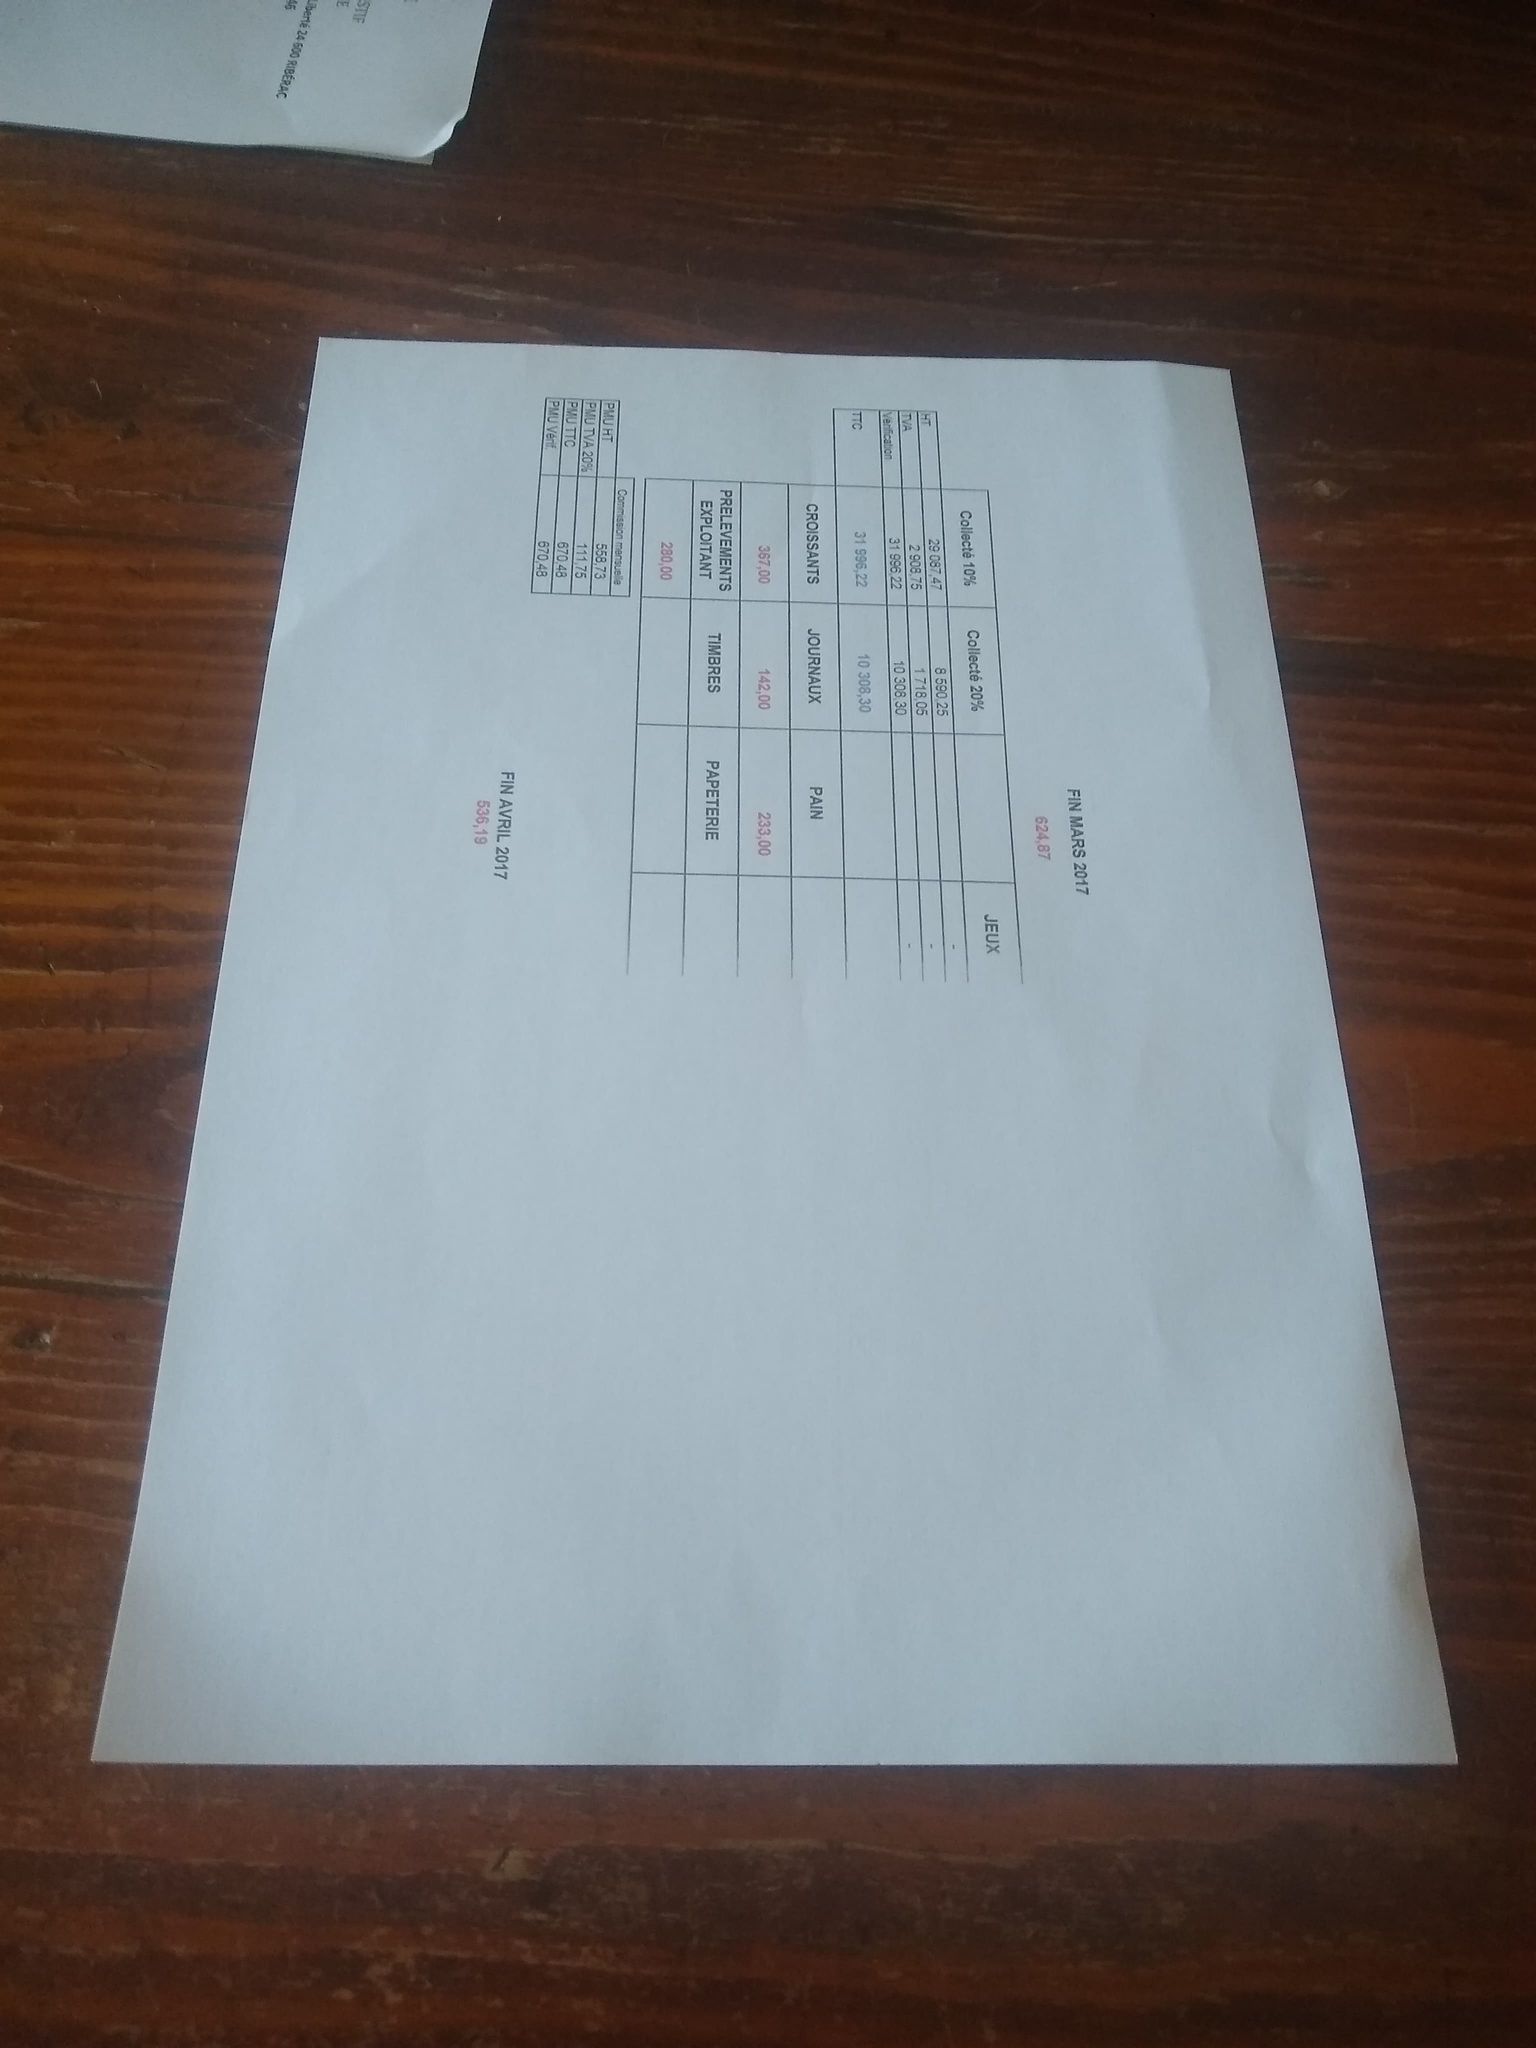 STIF
E
Liberté 24 600 RIBÉRAC
46
FIN MARS 2017
624,87
Collecté 10% Collecté 20% JEUX
HT 29 087,47 8 590,25 -
TVA 2 908,75 1 718,05 -
Vérification 31 996,22 10 308,30 -
TTC 31 996,22 10 308,30
CROISSANTS JOURNAUX PAIN
367,00 142,00 233,00
PRELEVEMENTS EXPLOITANT TIMBRES PAPETERIE
280,00
Commission mensuelle
PMU HT 558,73
PMU TVA 20% 111,75
PMU TTC 670,48
PMU Vérif. 670,48
FIN AVRIL 2017
536,19